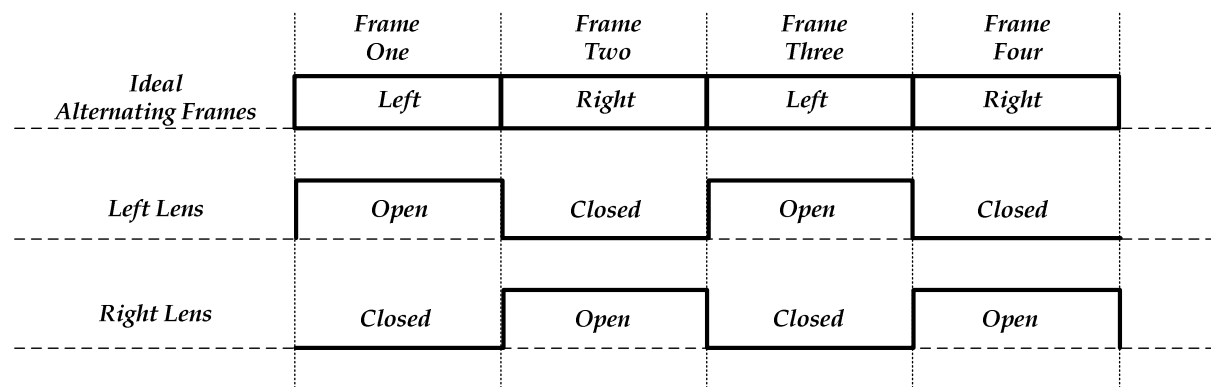 Frame
One
Frame
Two
Frame
Three
Frame
Four
Ideal
Alternating Frames
Left
Right
Left
Right
Left Lens
Open
Closed
Open
Closed
Right Lens
Closed
Open
Closed
Open